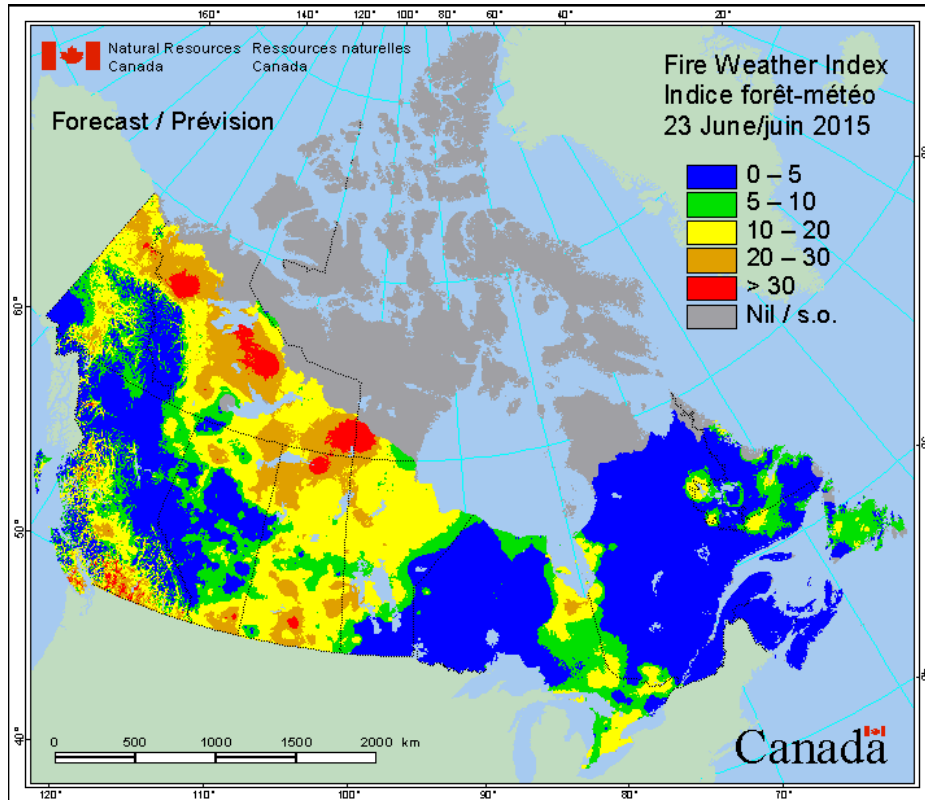 160° 140° 120° 100° 80° 60° 40° 20°
Natural Resources Ressources naturelles
Canada Canada
Fire Weather Index
Indice forêt-météo
23 June/juin 2015
Forecast / Prévision
0 – 5
5 – 10
10 – 20
20 – 30
> 30
Nil / s.o.
60°
50°
40°
0 500 1000 1500 2000 km
Canada
120° 110° 100° 90° 80° 70°